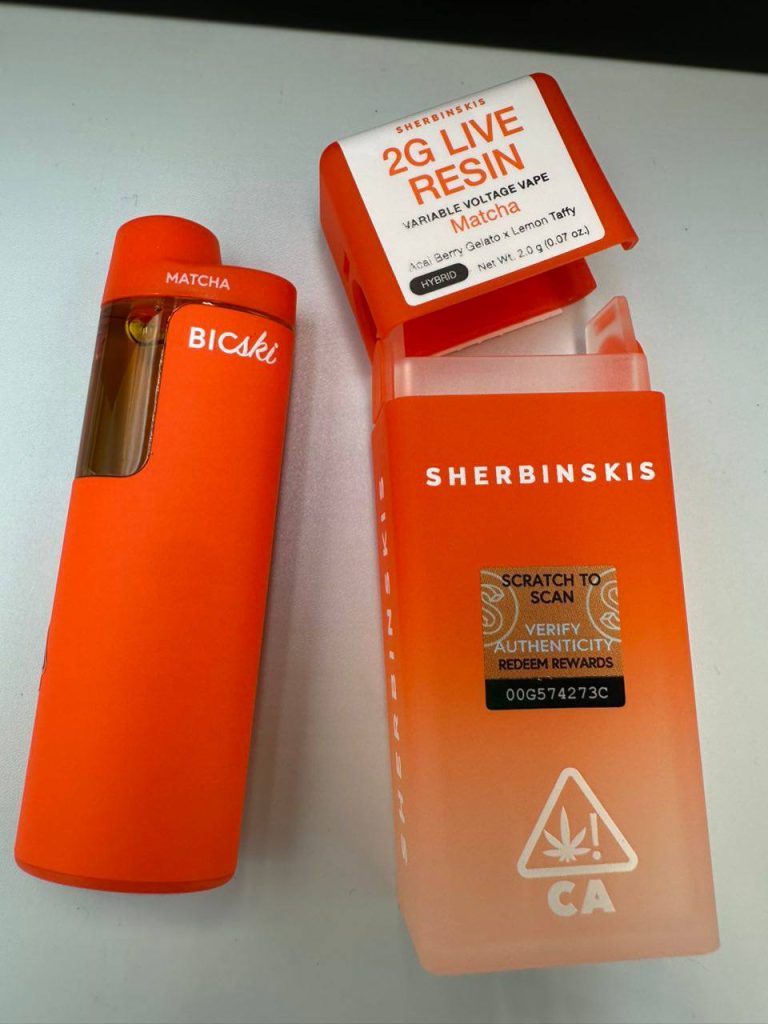 SHERBINSKIS
2G LIVE
RESIN
VARIABLE VOLTAGE VAPE
Matcha
Acai Berry Gelato x Lemon Taffy
HYBRID
Net Wt. 2.0 g (0.07 oz.)
MATCHA
BICski
SHERBINSKIS
SHERBINSKIS
SCRATCH TO
SCAN
VERIFY
AUTHENTICITY
REDEEM REWARDS
00G574273C
CA